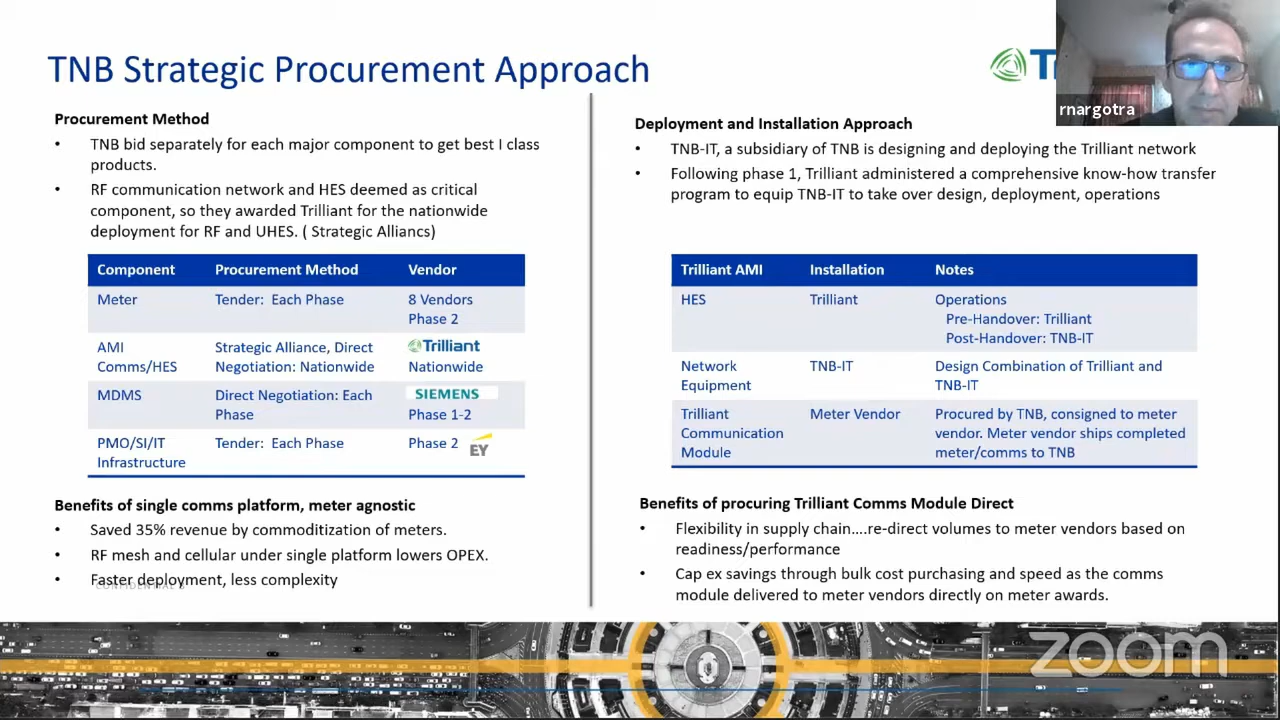 TNB Strategic Procurement Approach
rnargotra
Procurement Method
• TNB bid separately for each major component to get best I class
products.
• RF communication network and HES deemed as critical
component, so they awarded Trilliant for the nationwide
deployment for RF and UHES. ( Strategic Alliancs)
Component Procurement Method Vendor
Meter Tender: Each Phase 8 Vendors
Phase 2
AMI Strategic Alliance, Direct Trilliant
Comms/HES Negotiation: Nationwide Nationwide
MDMS Direct Negotiation: Each SIEMENS
Phase Phase 1-2
PMO/SI/IT Tender: Each Phase Phase 2 EY
Infrastructure
Benefits of single comms platform, meter agnostic
• Saved 35% revenue by commoditization of meters.
• RF mesh and cellular under single platform lowers OPEX.
• Faster deployment, less complexity
CONFIDENTIAL
Deployment and Installation Approach
• TNB-IT, a subsidiary of TNB is designing and deploying the Trilliant network
• Following phase 1, Trilliant administered a comprehensive know-how transfer
program to equip TNB-IT to take over design, deployment, operations
Trilliant AMI Installation Notes
HES Trilliant Operations
Pre-Handover: Trilliant
Post-Handover: TNB-IT
Network TNB-IT Design Combination of Trilliant and
Equipment TNB-IT
Trilliant Meter Vendor Procured by TNB, consigned to meter
Communication vendor. Meter vendor ships completed
Module meter/comms to TNB
Benefits of procuring Trilliant Comms Module Direct
• Flexibility in supply chain....re-direct volumes to meter vendors based on
readiness/performance
• Cap ex savings through bulk cost purchasing and speed as the comms
module delivered to meter vendors directly on meter awards.
zoom